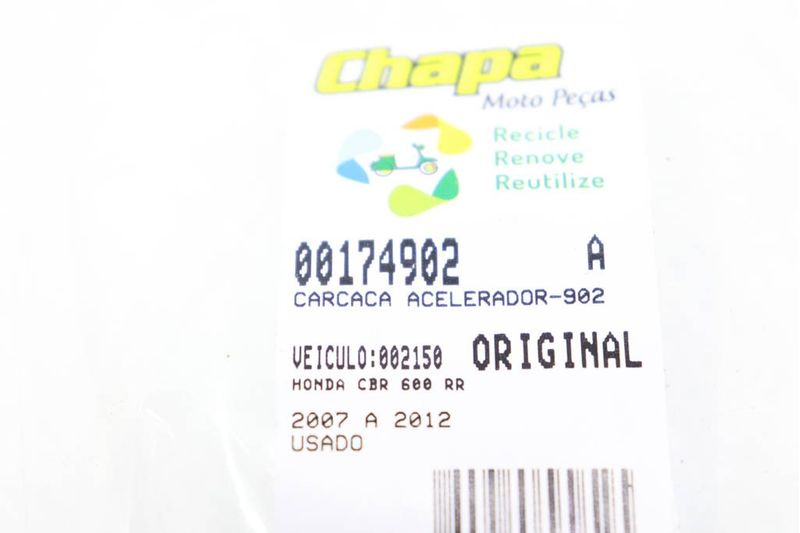 Chapa
Moto Peças
Recicle
Renove
Reutilize
00174902 A
CARCACA ACELERADOR-902
VEICULO:002150 ORIGINAL
HONDA CBR 600 RR
2007 A 2012
USADO